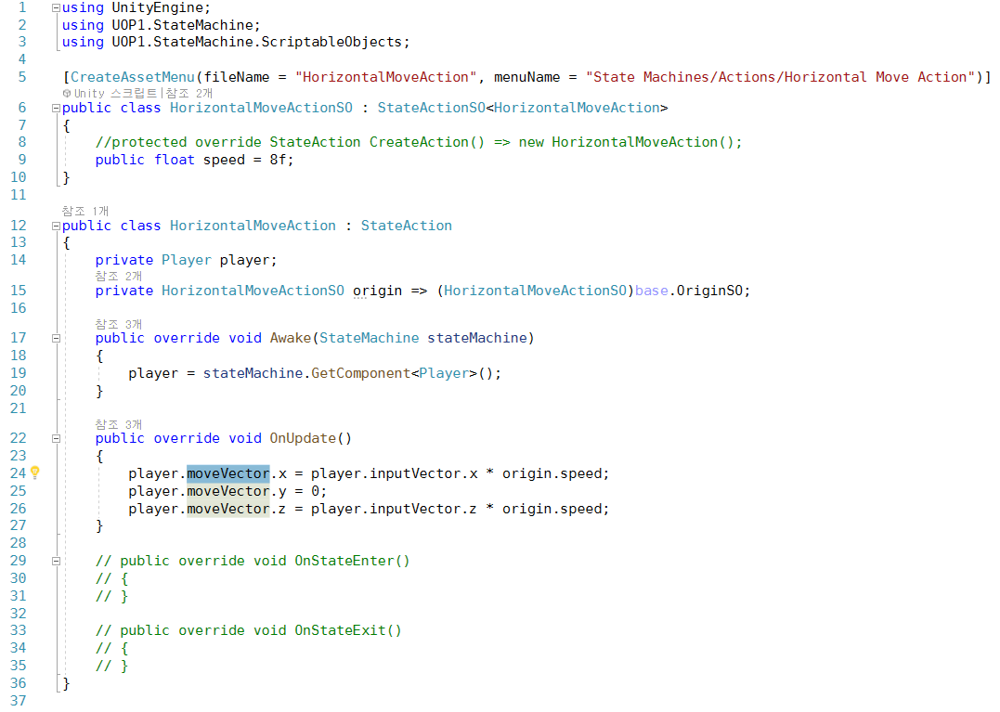 1 using UnityEngine;
2 using UOP1.StateMachine;
3 using UOP1.StateMachine.ScriptableObjects;
4
5 [CreateAssetMenu(fileName = "HorizontalMoveAction", menuName = "State Machines/Actions/Horizontal Move Action")]
Unity 스크립트|참조 2개
6 public class HorizontalMoveActionSO : StateActionSO<HorizontalMoveAction>
7 {
8 //protected override StateAction CreateAction() => new HorizontalMoveAction();
9 public float speed = 8f;
10 }
11
참조 1개
12 public class HorizontalMoveAction : StateAction
13 {
14 private Player player;
참조 2개
15 private HorizontalMoveActionSO origin => (HorizontalMoveActionSO)base.OriginSO;
16
참조 3개
17 public override void Awake(StateMachine stateMachine)
18 {
19 player = stateMachine.GetComponent<Player>();
20 }
21
참조 3개
22 public override void OnUpdate()
23 {
24 player.moveVector.x = player.inputVector.x * origin.speed;
25 player.moveVector.y = 0;
26 player.moveVector.z = player.inputVector.z * origin.speed;
27 }
28
29 // public override void OnStateEnter()
30 // {
31 // }
32
33 // public override void OnStateExit()
34 // {
35 // }
36 }
37